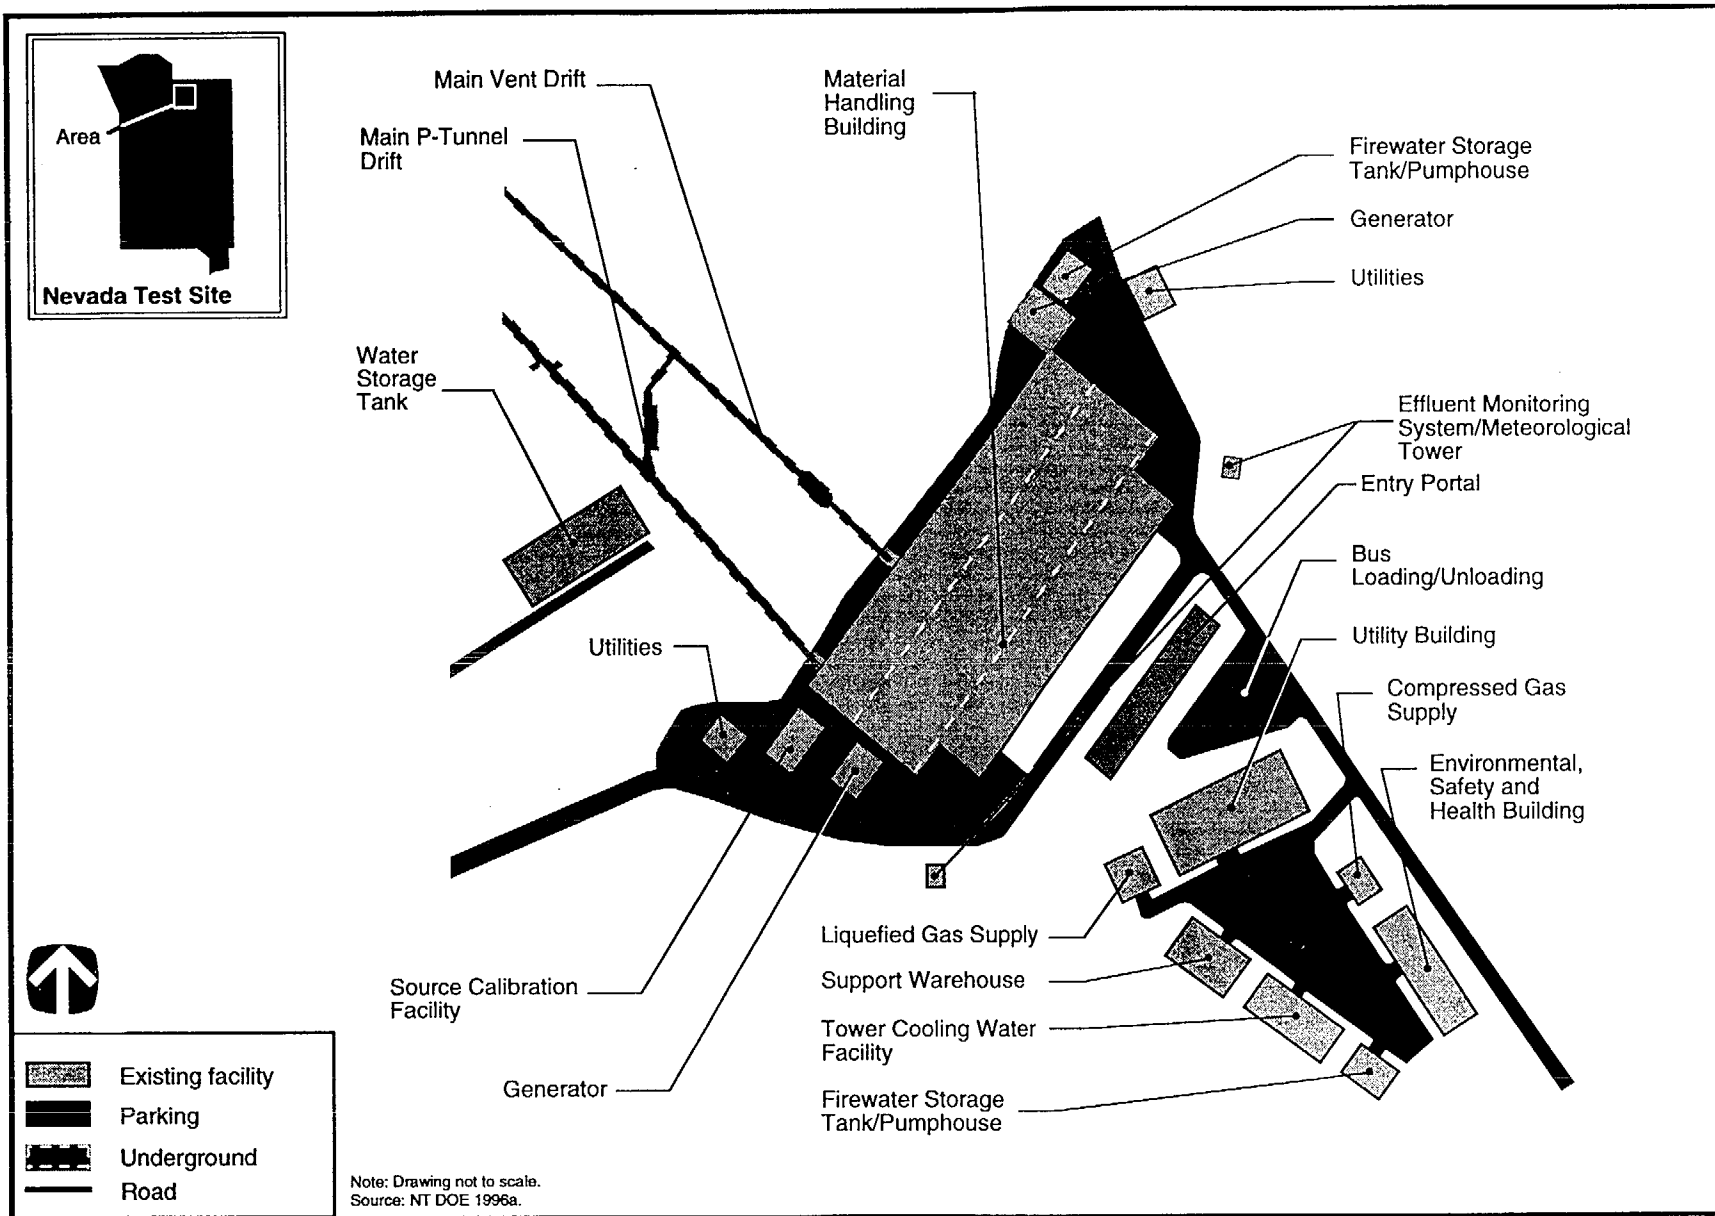 Area
Nevada Test Site
Main Vent Drift
Main P-Tunnel
Drift
Material
Handling
Building
Firewater Storage
Tank/Pumphouse
Generator
Utilities
Water
Storage
Tank
Effluent Monitoring
System/Meteorological
Tower
Entry Portal
Bus
Loading/Unloading
Utility Building
Utilities
Compressed Gas
Supply
Environmental,
Safety and
Health Building
Liquefied Gas Supply
Support Warehouse
Tower Cooling Water
Facility
Firewater Storage
Tank/Pumphouse
Source Calibration
Facility
Generator
Existing facility
Parking
Underground
Road
Note: Drawing not to scale.
Source: NT DOE 1996a.